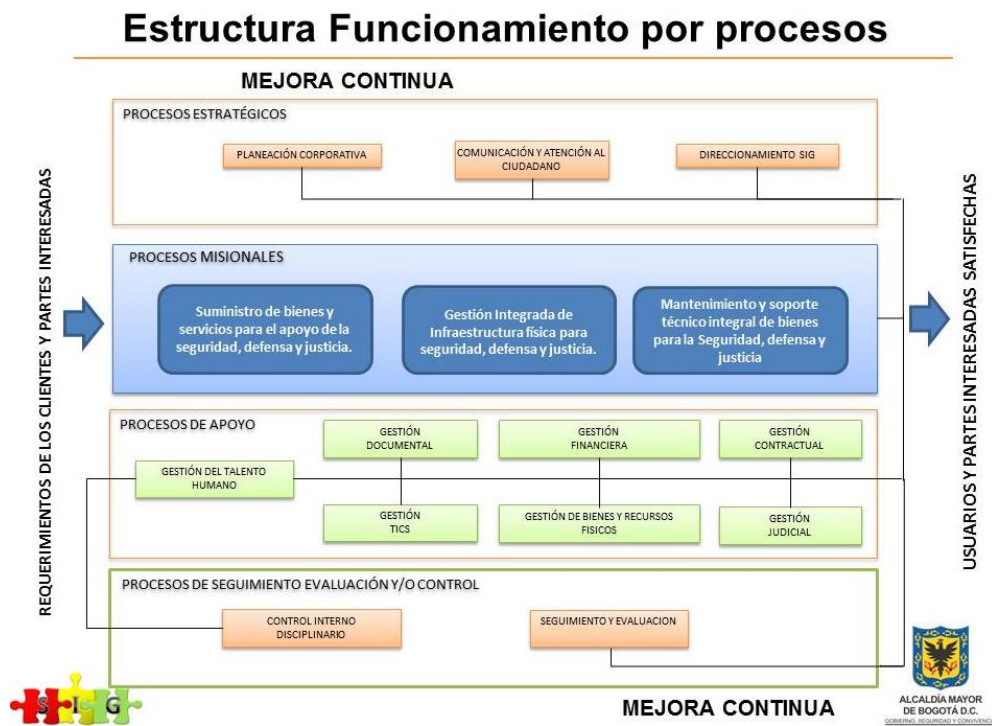 Estructura Funcionamiento por procesos
MEJORA CONTINUA
REQUERIMIENTOS DE LOS CLIENTES Y PARTES INTERESADAS
PROCESOS ESTRATÉGICOS
PLANEACIÓN CORPORATIVA
COMUNICACIÓN Y ATENCIÓN AL
CIUDADANO
DIRECCIONAMIENTO SIG
PROCESOS MISIONALES
Suministro de bienes y
servicios para el apoyo de la
seguridad, defensa y justicia.
Gestión Integrada de
Infraestructura física para
seguridad, defensa y justicia.
Mantenimiento y soporte
técnico integral de bienes
para la Seguridad, defensa y
justicia
PROCESOS DE APOYO
GESTIÓN DEL TALENTO
HUMANO
GESTIÓN
DOCUMENTAL
GESTIÓN
FINANCIERA
GESTIÓN
CONTRACTUAL
GESTIÓN
TICS
GESTIÓN DE BIENES Y RECURSOS
FISICOS
GESTIÓN
JUDICIAL
PROCESOS DE SEGUIMIENTO EVALUACIÓN Y/O CONTROL
CONTROL INTERNO
DISCIPLINARIO
SEGUIMIENTO Y EVALUACION
USUARIOS Y PARTES INTERESADAS SATISFECHAS
SIG
MEJORA CONTINUA
ALCALDÍA MAYOR
DE BOGOTÁ D.C.
GOBIERNO, SEGURIDAD Y CONVIVENCIA